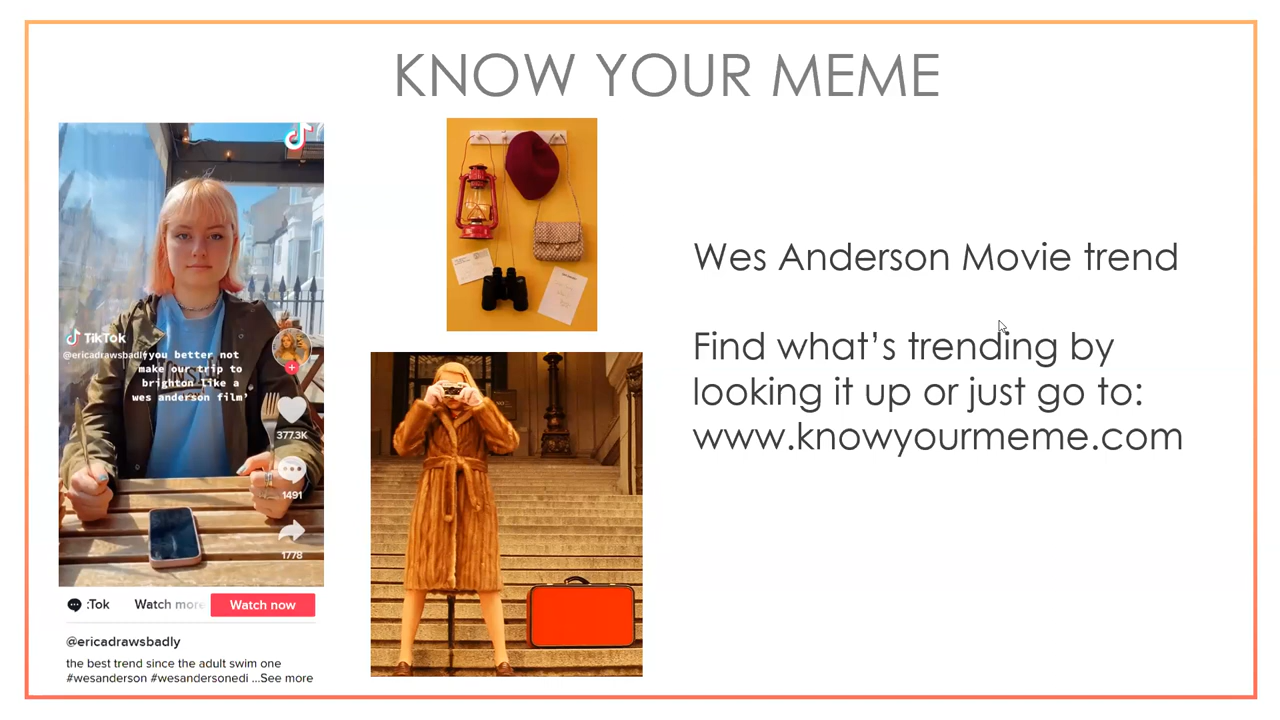 KNOW YOUR MEME
TikTok
@ericadrawsbadly
'you better not
make our trip to
brighton like a
wes anderson film'
377.3K
1491
1778
:Tok
Watch more
Watch now
@ericadrawsbadly
the best trend since the adult swim one
#wesanderson #wesandersonedi ...See more
Wes Anderson Movie trend
Find what's trending by
looking it up or just go to:
www.knowyourmeme.com